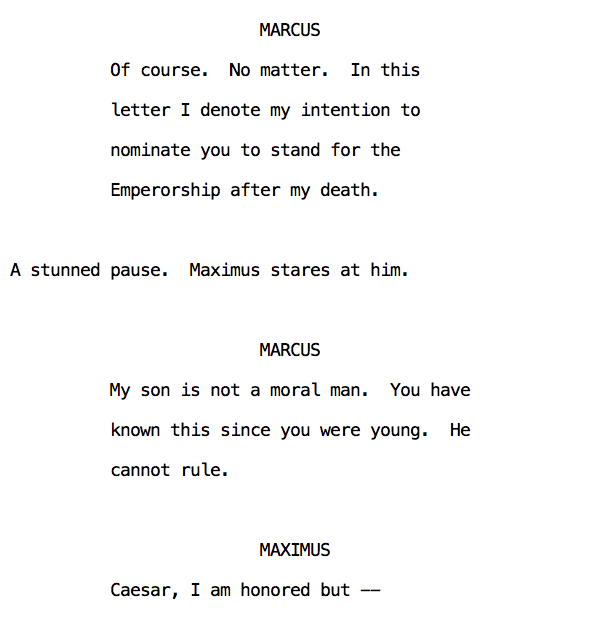 MARCUS
Of course.  No matter.  In this
letter I denote my intention to
nominate you to stand for the
Emperorship after my death.
A stunned pause.  Maximus stares at him.
MARCUS
My son is not a moral man.  You have
known this since you were young.  He
cannot rule.
MAXIMUS
Caesar, I am honored but --